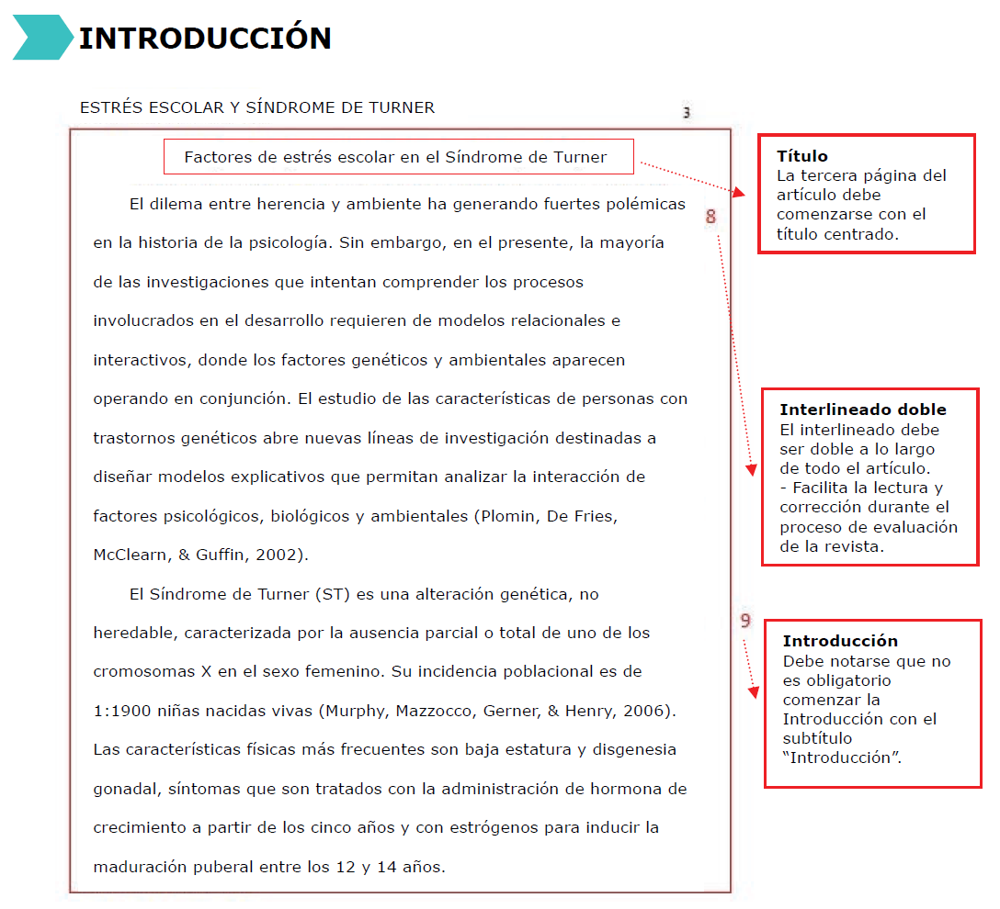 INTRODUCCIÓN
ESTRÉS ESCOLAR Y SÍNDROME DE TURNER
3
Factores de estrés escolar en el Síndrome de Turner
El dilema entre herencia y ambiente ha generando fuertes polémicas
en la historia de la psicología. Sin embargo, en el presente, la mayoría
de las investigaciones que intentan comprender los procesos
involucrados en el desarrollo requieren de modelos relacionales e
interactivos, donde los factores genéticos y ambientales aparecen
operando en conjunción. El estudio de las características de personas con
trastornos genéticos abre nuevas líneas de investigación destinadas a
diseñar modelos explicativos que permitan analizar la interacción de
factores psicológicos, biológicos y ambientales (Plomin, De Fries,
McClearn, & Guffin, 2002).
El Síndrome de Turner (ST) es una alteración genética, no
heredable, caracterizada por la ausencia parcial o total de uno de los
cromosomas X en el sexo femenino. Su incidencia poblacional es de
1:1900 niñas nacidas vivas (Murphy, Mazzocco, Gerner, & Henry, 2006).
Las características físicas más frecuentes son baja estatura y disgenesia
gonadal, síntomas que son tratados con la administración de hormona de
crecimiento a partir de los cinco años y con estrógenos para inducir la
maduración puberal entre los 12 y 14 años.
Título
La tercera página del
artículo debe
comenzarse con el
título centrado.
8
Interlineado doble
El interlineado debe
ser doble a lo largo
de todo el artículo.
- Facilita la lectura y
corrección durante el
proceso de evaluación
de la revista.
9
Introducción
Debe notarse que no
es obligatorio
comenzar la
Introducción con el
subtítulo
“Introducción”.